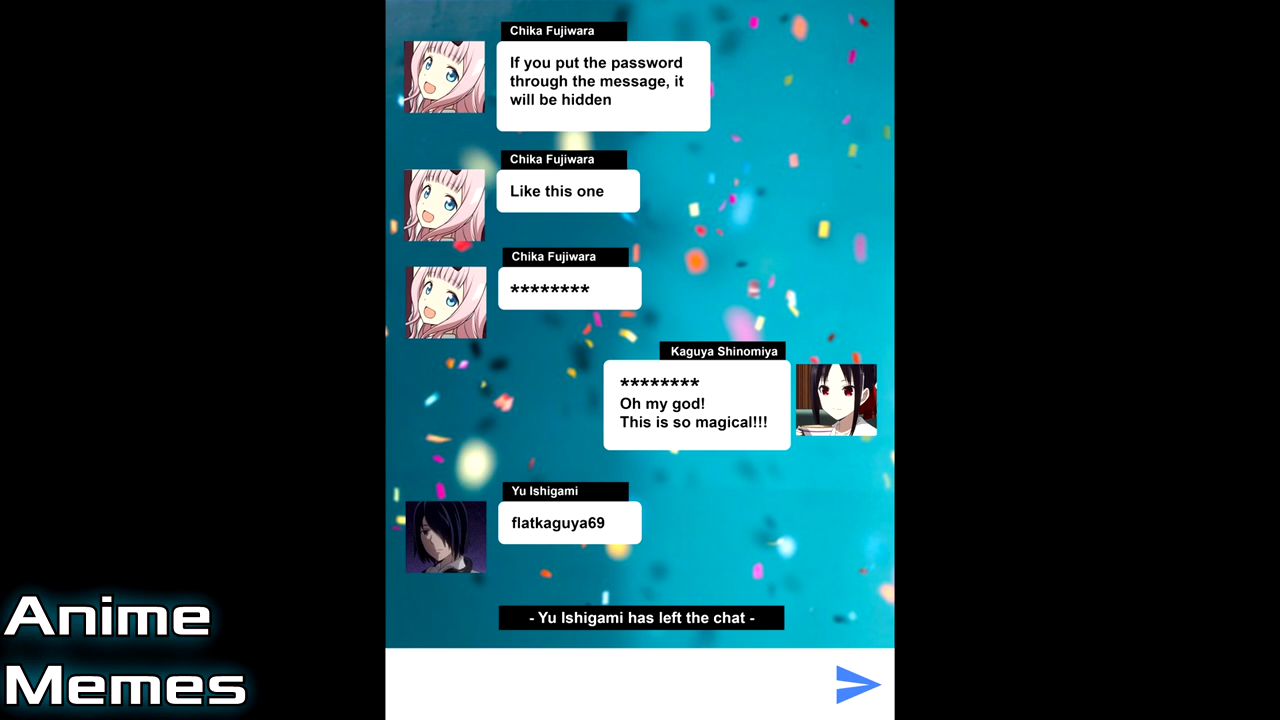 Chika Fujiwara
If you put the password
through the message, it
will be hidden
Chika Fujiwara
Like this one
Chika Fujiwara
********
Kaguya Shinomiya
********
Oh my god!
This is so magical!!!
Yu Ishigami
flatkaguya69
- Yu Ishigami has left the chat -
Anime
Memes